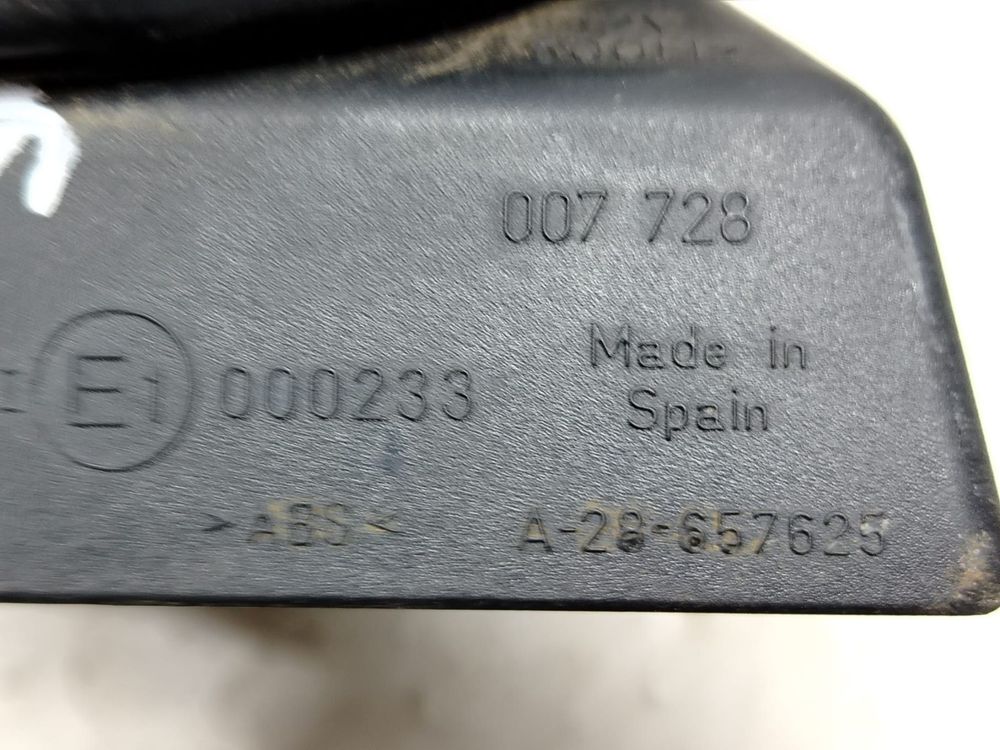 007 728
E1 000233
Made in
Spain
>ABS< A-28-657625